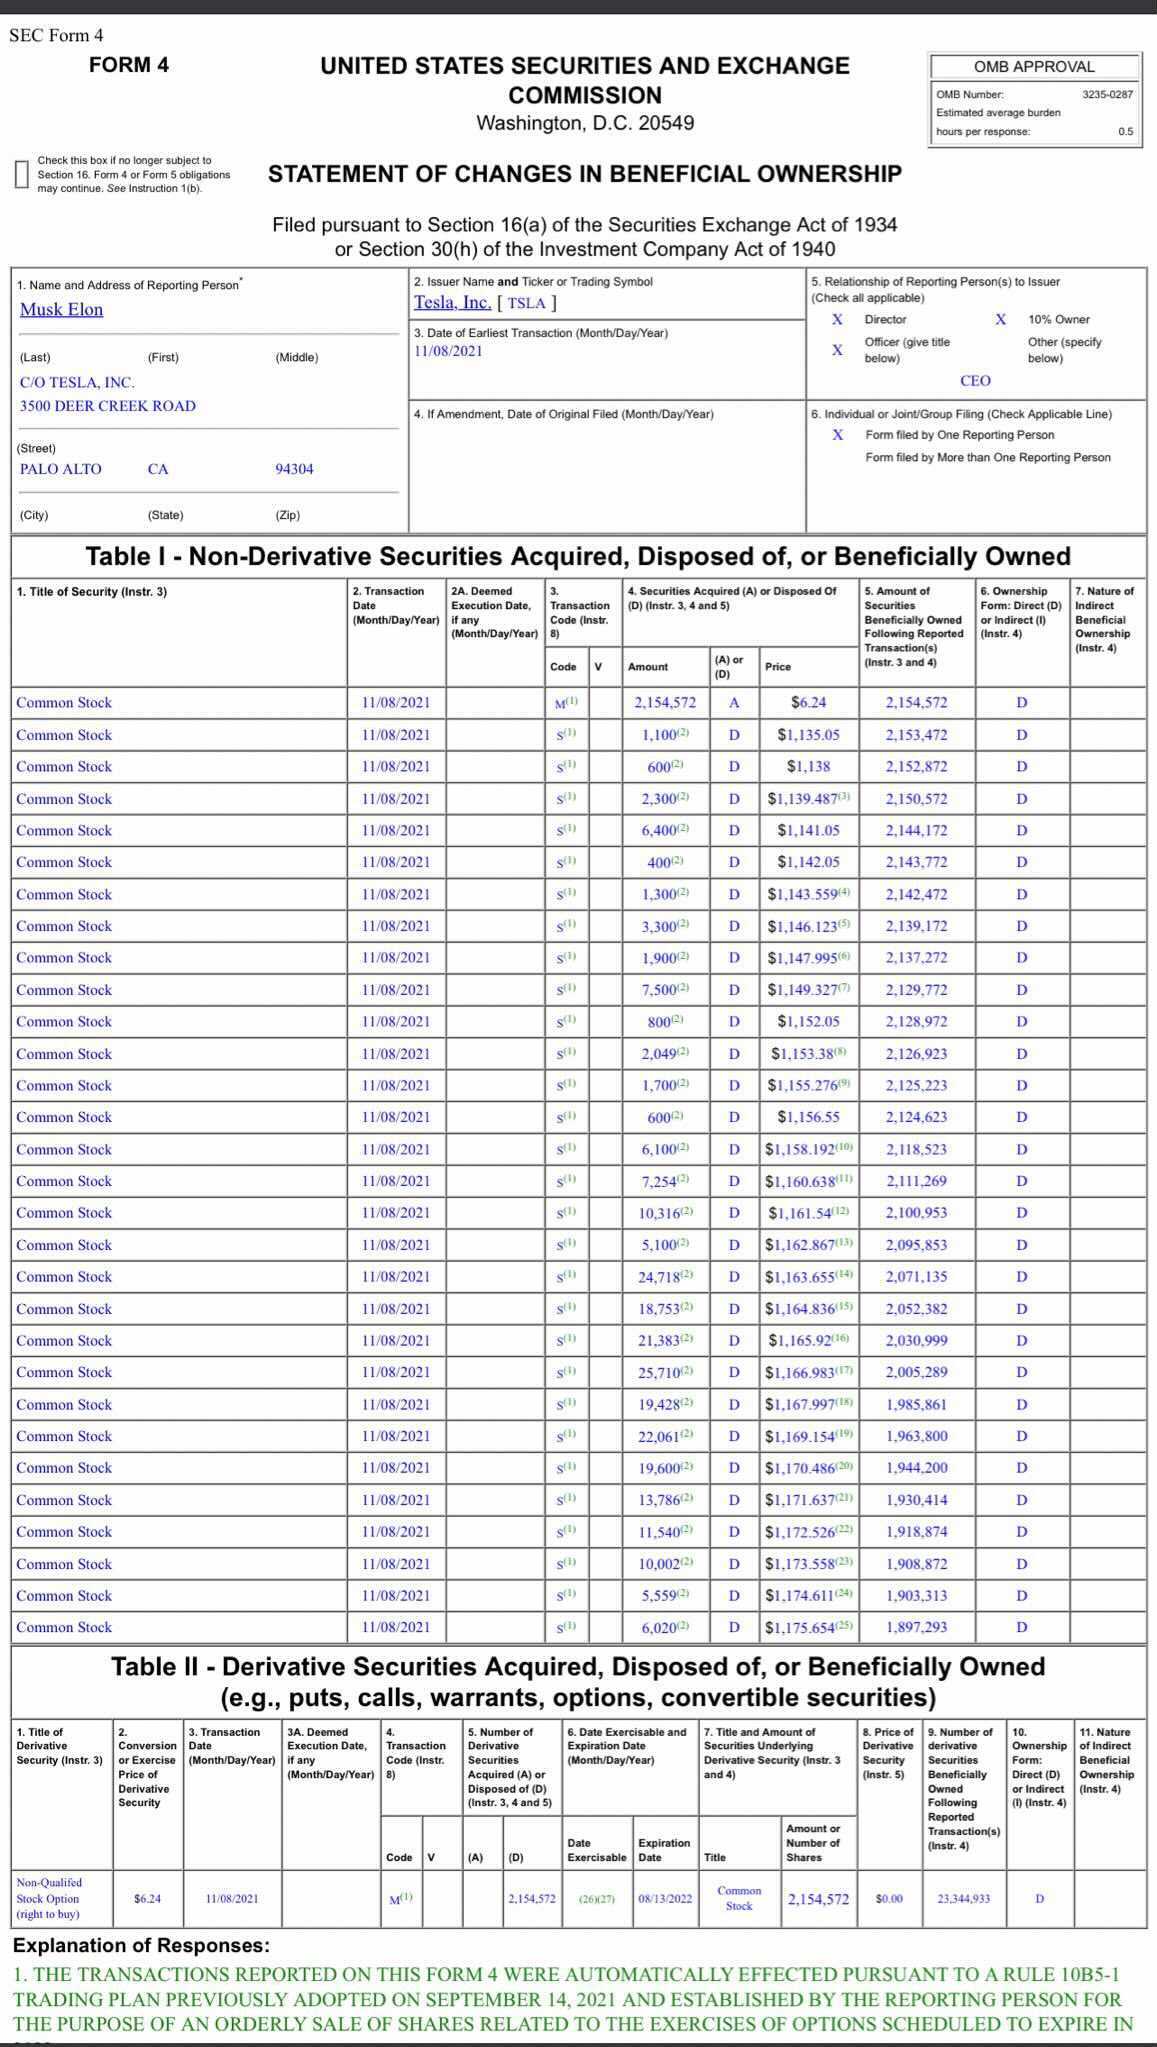 SEC Form 4
FORM 4
UNITED STATES SECURITIES AND EXCHANGE
COMMISSION
Washington, D.C. 20549
OMB APPROVAL
OMB Number: 3235-0287
Estimated average burden
hours per response: 0.5
Check this box if no longer subject to
Section 16. Form 4 or Form 5 obligations
may continue. See Instruction 1(b).
STATEMENT OF CHANGES IN BENEFICIAL OWNERSHIP
Filed pursuant to Section 16(a) of the Securities Exchange Act of 1934
or Section 30(h) of the Investment Company Act of 1940
1. Name and Address of Reporting Person*
Musk Elon
(Last) (First) (Middle)
C/O TESLA, INC.
3500 DEER CREEK ROAD
(Street)
PALO ALTO CA 94304
(City) (State) (Zip)
2. Issuer Name and Ticker or Trading Symbol
Tesla, Inc. [ TSLA ]
3. Date of Earliest Transaction (Month/Day/Year)
11/08/2021
4. If Amendment, Date of Original Filed (Month/Day/Year)
5. Relationship of Reporting Person(s) to Issuer
(Check all applicable)
X Director X 10% Owner
X Officer (give title below) Other (specify below)
CEO
6. Individual or Joint/Group Filing (Check Applicable Line)
X Form filed by One Reporting Person
Form filed by More than One Reporting Person
Table I - Non-Derivative Securities Acquired, Disposed of, or Beneficially Owned
1. Title of Security (Instr. 3)
2. Transaction Date (Month/Day/Year)
2A. Deemed Execution Date, if any (Month/Day/Year)
3. Transaction Code (Instr. 8)
4. Securities Acquired (A) or Disposed Of (D) (Instr. 3, 4 and 5)
5. Amount of Securities Beneficially Owned Following Reported Transaction(s) (Instr. 3 and 4)
6. Ownership Form: Direct (D) or Indirect (I) (Instr. 4)
7. Nature of Indirect Beneficial Ownership (Instr. 4)
Code V Amount (A) or (D) Price
Common Stock 11/08/2021 M(1) 2,154,572 A $6.24 2,154,572 D
Common Stock 11/08/2021 S(1) 1,100(2) D $1,135.05 2,153,472 D
Common Stock 11/08/2021 S(1) 600(2) D $1,138 2,152,872 D
Common Stock 11/08/2021 S(1) 2,300(2) D $1,139.487(3) 2,150,572 D
Common Stock 11/08/2021 S(1) 6,400(2) D $1,141.05 2,144,172 D
Common Stock 11/08/2021 S(1) 400(2) D $1,142.05 2,143,772 D
Common Stock 11/08/2021 S(1) 1,300(2) D $1,143.559(4) 2,142,472 D
Common Stock 11/08/2021 S(1) 3,300(2) D $1,146.123(5) 2,139,172 D
Common Stock 11/08/2021 S(1) 1,900(2) D $1,147.995(6) 2,137,272 D
Common Stock 11/08/2021 S(1) 7,500(2) D $1,149.327(7) 2,129,772 D
Common Stock 11/08/2021 S(1) 800(2) D $1,152.05 2,128,972 D
Common Stock 11/08/2021 S(1) 2,049(2) D $1,153.38(8) 2,126,923 D
Common Stock 11/08/2021 S(1) 1,700(2) D $1,155.276(9) 2,125,223 D
Common Stock 11/08/2021 S(1) 600(2) D $1,156.55 2,124,623 D
Common Stock 11/08/2021 S(1) 6,100(2) D $1,158.192(10) 2,118,523 D
Common Stock 11/08/2021 S(1) 7,254(2) D $1,160.638(11) 2,111,269 D
Common Stock 11/08/2021 S(1) 10,316(2) D $1,161.54(12) 2,100,953 D
Common Stock 11/08/2021 S(1) 5,100(2) D $1,162.867(13) 2,095,853 D
Common Stock 11/08/2021 S(1) 24,718(2) D $1,163.655(14) 2,071,135 D
Common Stock 11/08/2021 S(1) 18,753(2) D $1,164.836(15) 2,052,382 D
Common Stock 11/08/2021 S(1) 21,383(2) D $1,165.92(16) 2,030,999 D
Common Stock 11/08/2021 S(1) 25,710(2) D $1,166.983(17) 2,005,289 D
Common Stock 11/08/2021 S(1) 19,428(2) D $1,167.997(18) 1,985,861 D
Common Stock 11/08/2021 S(1) 22,061(2) D $1,169.154(19) 1,963,800 D
Common Stock 11/08/2021 S(1) 19,600(2) D $1,170.486(20) 1,944,200 D
Common Stock 11/08/2021 S(1) 13,786(2) D $1,171.637(21) 1,930,414 D
Common Stock 11/08/2021 S(1) 11,540(2) D $1,172.526(22) 1,918,874 D
Common Stock 11/08/2021 S(1) 10,002(2) D $1,173.558(23) 1,908,872 D
Common Stock 11/08/2021 S(1) 5,559(2) D $1,174.611(24) 1,903,313 D
Common Stock 11/08/2021 S(1) 6,020(2) D $1,175.654(25) 1,897,293 D
Table II - Derivative Securities Acquired, Disposed of, or Beneficially Owned
(e.g., puts, calls, warrants, options, convertible securities)
1. Title of Derivative Security (Instr. 3)
2. Conversion or Exercise Price of Derivative Security
3. Transaction Date (Month/Day/Year)
3A. Deemed Execution Date, if any (Month/Day/Year)
4. Transaction Code (Instr. 8)
5. Number of Derivative Securities Acquired (A) or Disposed of (D) (Instr. 3, 4 and 5)
6. Date Exercisable and Expiration Date (Month/Day/Year)
7. Title and Amount of Securities Underlying Derivative Security (Instr. 3 and 4)
8. Price of Derivative Security (Instr. 5)
9. Number of derivative Securities Beneficially Owned Following Reported Transaction(s) (Instr. 4)
10. Ownership Form: Direct (D) or Indirect (I) (Instr. 4)
11. Nature of Indirect Beneficial Ownership (Instr. 4)
Code V (A) (D) Date Exercisable Expiration Date Title Amount or Number of Shares
Non-Qualifed Stock Option (right to buy) $6.24 11/08/2021 M(1) 2,154,572 (26)(27) 08/13/2022 Common Stock 2,154,572 $0.00 23,344,933 D
Explanation of Responses:
1. THE TRANSACTIONS REPORTED ON THIS FORM 4 WERE AUTOMATICALLY EFFECTED PURSUANT TO A RULE 10B5-1
TRADING PLAN PREVIOUSLY ADOPTED ON SEPTEMBER 14, 2021 AND ESTABLISHED BY THE REPORTING PERSON FOR
THE PURPOSE OF AN ORDERLY SALE OF SHARES RELATED TO THE EXERCISES OF OPTIONS SCHEDULED TO EXPIRE IN